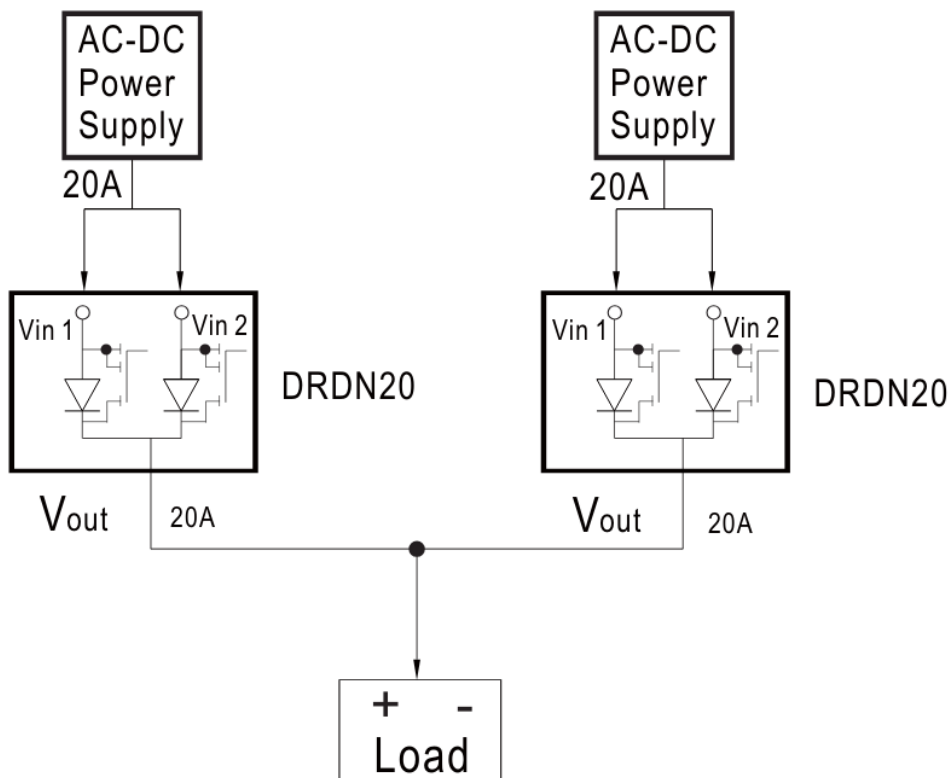 AC-DC
Power
Supply
AC-DC
Power
Supply
20A
20A
Vin 1
Vin 2
Vin 1
Vin 2
DRDN20
DRDN20
Vout
20A
Vout
20A
+ -
Load